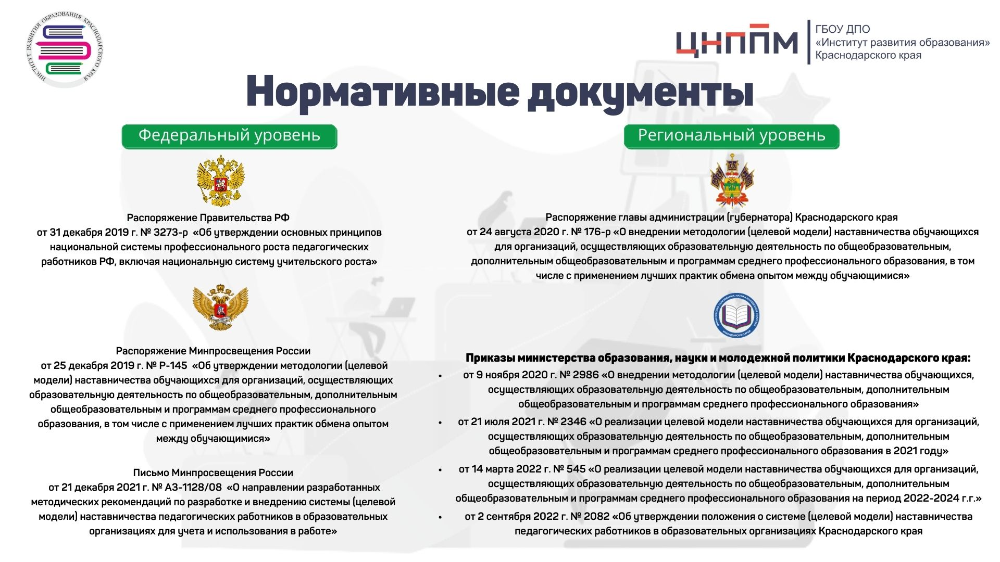 ИНСТИТУТ РАЗВИТИЯ ОБРАЗОВАНИЯ КРАСНОДАРСКОГО КРАЯ
ЦНППМ
ГБОУ ДПО
«Институт развития образования»
Краснодарского края
Нормативные документы
Федеральный уровень
Распоряжение Правительства РФ
от 31 декабря 2019 г. № 3273-р «Об утверждении основных принципов
национальной системы профессионального роста педагогических
работников РФ, включая национальную систему учительского роста»
Распоряжение Минпросвещения России
от 25 декабря 2019 г. № Р-145 «Об утверждении методологии (целевой
модели) наставничества обучающихся для организаций, осуществляющих
образовательную деятельность по общеобразовательным, дополнительным
общеобразовательным и программам среднего профессионального
образования, в том числе с применением лучших практик обмена опытом
между обучающимися»
Письмо Минпросвещения России
от 21 декабря 2021 г. № АЗ-1128/08 «О направлении разработанных
методических рекомендаций по разработке и внедрению системы (целевой
модели) наставничества педагогических работников в образовательных
организациях для учета и использования в работе»
Региональный уровень
Распоряжение главы администрации (губернатора) Краснодарского края
от 24 августа 2020 г. № 176-р «О внедрении методологии (целевой модели) наставничества обучающихся
для организаций, осуществляющих образовательную деятельность по общеобразовательным,
дополнительным общеобразовательным и программам среднего профессионального образования, в том
числе с применением лучших практик обмена опытом между обучающимися»
МИНИСТЕРСТВО ОБРАЗОВАНИЯ, НАУКИ И МОЛОДЕЖНОЙ ПОЛИТИКИ
КРАСНОДАРСКОГО КРАЯ
Приказы министерства образования, науки и молодежной политики Краснодарского края:
• от 9 ноября 2020 г. № 2986 «О внедрении методологии (целевой модели) наставничества обучающихся,
осуществляющих образовательную деятельность по общеобразовательным, дополнительным
общеобразовательным и программам среднего профессионального образования»
• от 21 июля 2021 г. № 2346 «О реализации целевой модели наставничества обучающихся для организаций,
осуществляющих образовательную деятельность по общеобразовательным, дополнительным
общеобразовательным и программам среднего профессионального образования в 2021 году»
• от 14 марта 2022 г. № 545 «О реализации целевой модели наставничества обучающихся для организаций,
осуществляющих образовательную деятельность по общеобразовательным, дополнительным
общеобразовательным и программам среднего профессионального образования на период 2022-2024 г.г.»
• от 2 сентября 2022 г. № 2082 «Об утверждении положения о системе (целевой модели) наставничества
педагогических работников в образовательных организациях Краснодарского края